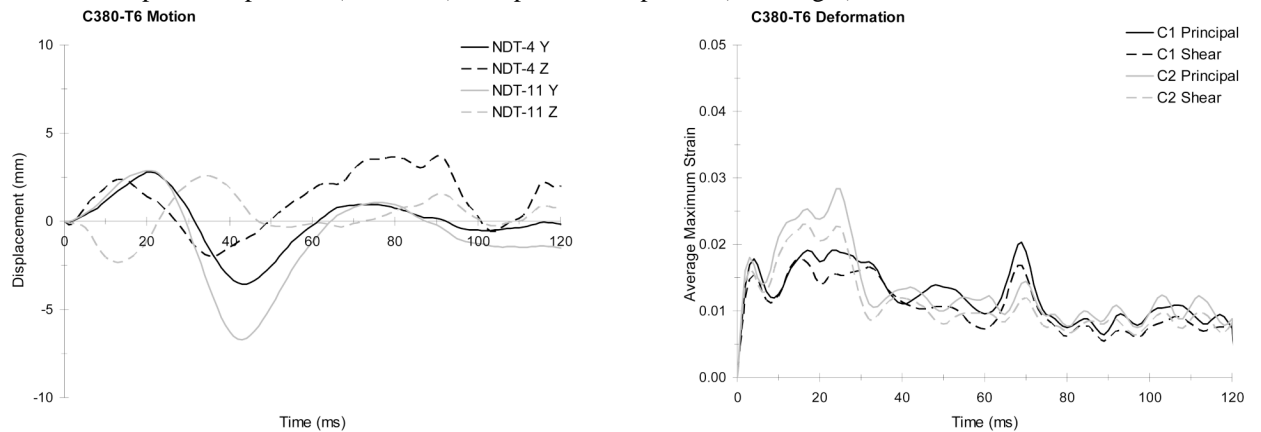 C380-T6 Motion
10
5
0
-5
-10
0
20
40
60
80
100
120
Displacement (mm)
Time (ms)
NDT-4 Y
NDT-4 Z
NDT-11 Y
NDT-11 Z
C380-T6 Deformation
0.05
0.04
0.03
0.02
0.01
0.00
0
20
40
60
80
100
120
Average Maximum Strain
Time (ms)
C1 Principal
C1 Shear
C2 Principal
C2 Shear